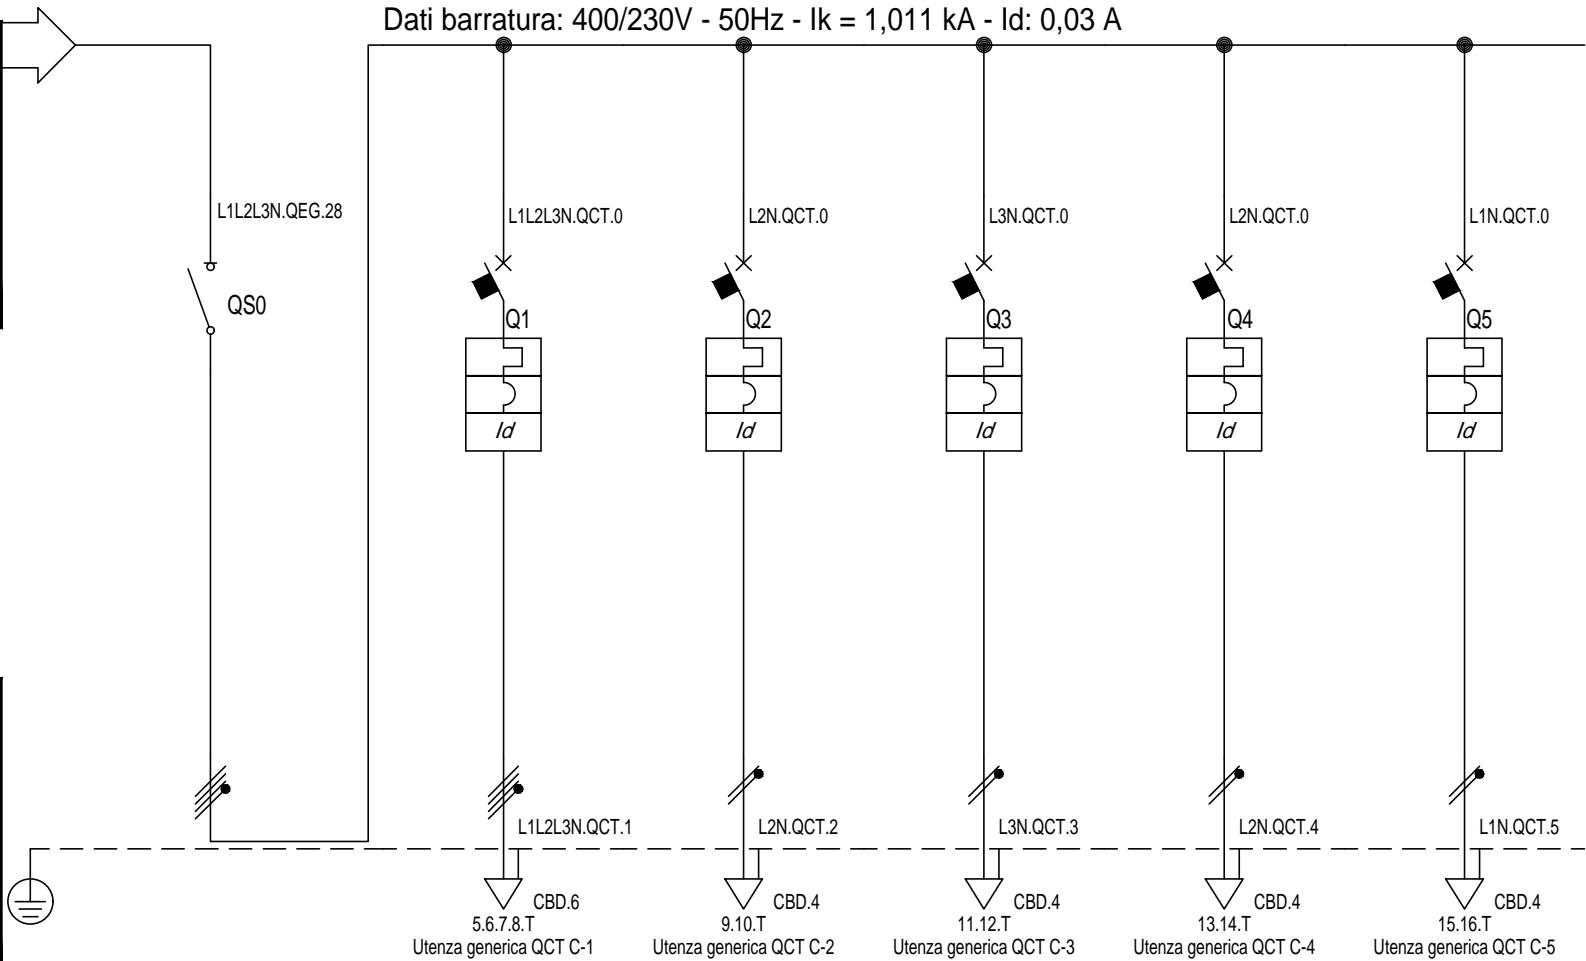 Dati barratura: 400/230V - 50Hz - Ik = 1,011 kA - Id: 0,03 A
L1L2L3N.QEG.28
L1L2L3N.QCT.0
L2N.QCT.0
L3N.QCT.0
L2N.QCT.0
L1N.QCT.0
QS0
Q1
Q2
Q3
Q4
Q5
Id
Id
Id
Id
Id
L1L2L3N.QCT.1
L2N.QCT.2
L3N.QCT.3
L2N.QCT.4
L1N.QCT.5
CBD.6
CBD.4
CBD.4
CBD.4
CBD.4
5.6.7.8.T
9.10.T
11.12.T
13.14.T
15.16.T
Utenza generica QCT C-1
Utenza generica QCT C-2
Utenza generica QCT C-3
Utenza generica QCT C-4
Utenza generica QCT C-5